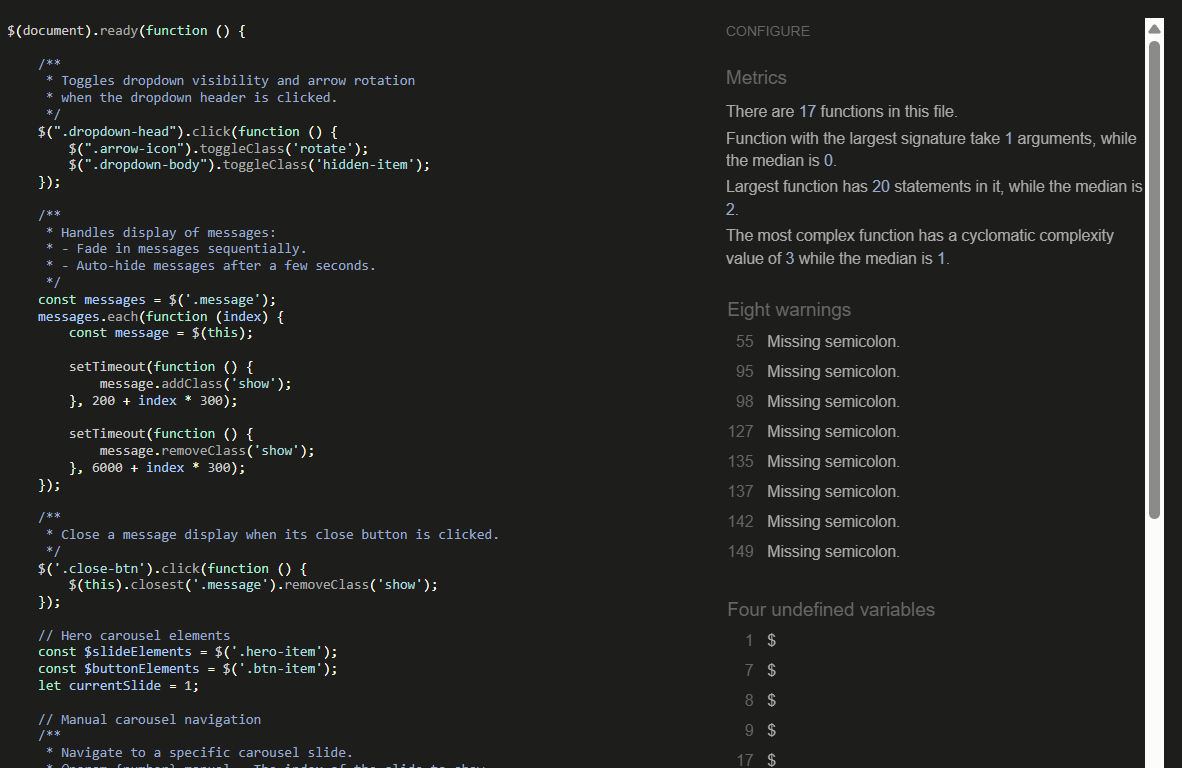 $(document).ready(function () {
/**
* Toggles dropdown visibility and arrow rotation
* when the dropdown header is clicked.
*/
$(".dropdown-head").click(function () {
$(".arrow-icon").toggleClass('rotate');
$(".dropdown-body").toggleClass('hidden-item');
});
/**
* Handles display of messages:
* - Fade in messages sequentially.
* - Auto-hide messages after a few seconds.
*/
const messages = $('.message');
messages.each(function (index) {
const message = $(this);
setTimeout(function () {
message.addClass('show');
}, 200 + index * 300);
setTimeout(function () {
message.removeClass('show');
}, 6000 + index * 300);
});
/**
* Close a message display when its close button is clicked.
*/
$('.close-btn').click(function () {
$(this).closest('.message').removeClass('show');
});
// Hero carousel elements
const $slideElements = $('.hero-item');
const $buttonElements = $('.btn-item');
let currentSlide = 1;
// Manual carousel navigation
/**
* Navigate to a specific carousel slide.
* @param {number} manual - The index of the slide to show
CONFIGURE
Metrics
There are 17 functions in this file.
Function with the largest signature take 1 arguments, while
the median is 0.
Largest function has 20 statements in it, while the median is
2.
The most complex function has a cyclomatic complexity
value of 3 while the median is 1.
Eight warnings
55 Missing semicolon.
95 Missing semicolon.
98 Missing semicolon.
127 Missing semicolon.
135 Missing semicolon.
137 Missing semicolon.
142 Missing semicolon.
149 Missing semicolon.
Four undefined variables
1 $
7 $
8 $
9 $
17 $